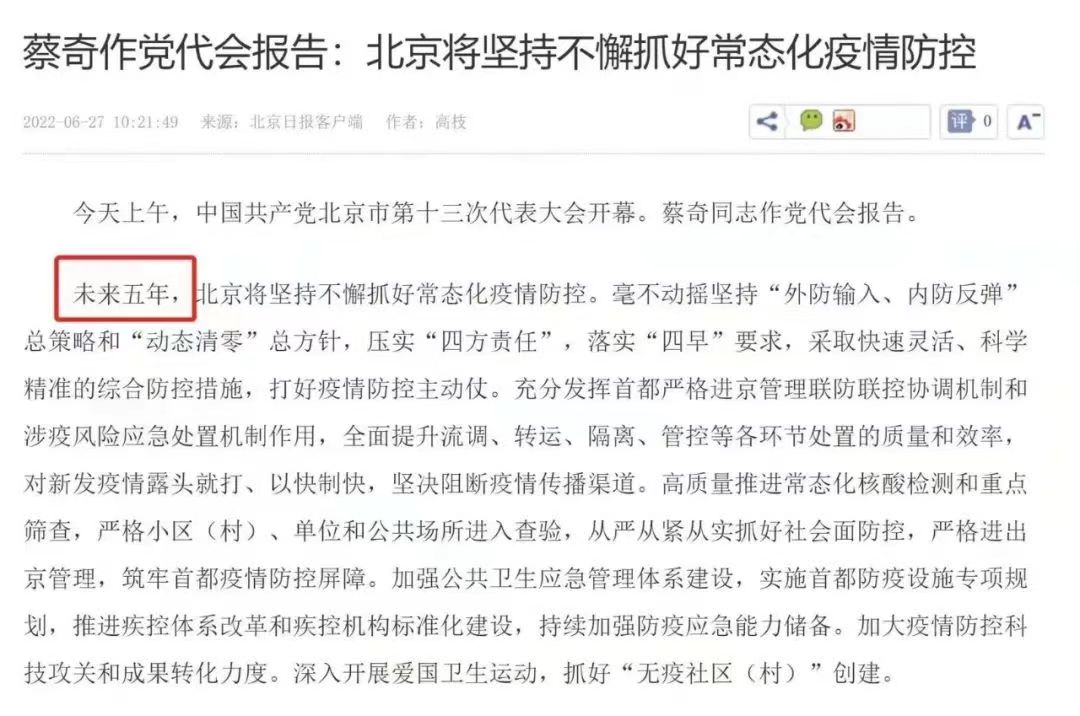 蔡奇作党代会报告：北京将坚持不懈抓好常态化疫情防控
2022-06-27 10:21:49 来源：北京日报客户端 作者：高枝
评 0 A-
今天上午，中国共产党北京市第十三次代表大会开幕。蔡奇同志作党代会报告。
未来五年，北京将坚持不懈抓好常态化疫情防控。毫不动摇坚持“外防输入、内防反弹”
总策略和“动态清零”总方针，压实“四方责任”，落实“四早”要求，采取快速灵活、科学
精准的综合防控措施，打好疫情防控主动仗。充分发挥首都严格进京管理联防联控协调机制和
涉疫风险应急处置机制作用，全面提升流调、转运、隔离、管控等各环节处置的质量和效率，
对新发疫情露头就打、以快制快，坚决阻断疫情传播渠道。高质量推进常态化核酸检测和重点
筛查，严格小区（村）、单位和公共场所进入查验，从严从紧从实抓好社会面防控，严格进出
京管理，筑牢首都疫情防控屏障。加强公共卫生应急管理体系建设，实施首都防疫设施专项规
划，推进疾控体系改革和疾控机构标准化建设，持续加强防疫应急能力储备。加大疫情防控科
技攻关和成果转化力度。深入开展爱国卫生运动，抓好“无疫社区（村）”创建。